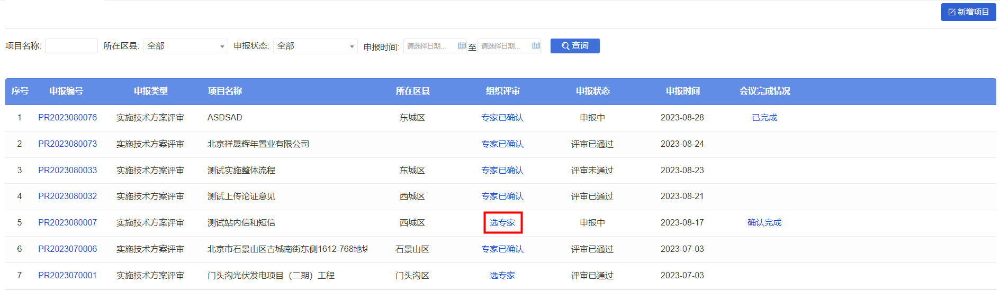 新增项目
项目名称: 所在区县: 全部 申报状态: 全部 申报时间: 请选择日期... 至 请选择日期... 查询
序号 申报编号 申报类型 项目名称 所在区县 组织评审 申报状态 申报时间 会议完成情况
1 PR2023080076 实施技术方案评审 ASDSAD 东城区 专家已确认 申报中 2023-08-28 已完成
2 PR2023080073 实施技术方案评审 北京祥晟辉年置业有限公司 专家已确认 评审已通过 2023-08-24
3 PR2023080033 实施技术方案评审 测试实施整体流程 东城区 专家已确认 评审未通过 2023-08-23
4 PR2023080032 实施技术方案评审 测试上传论证意见 西城区 专家已确认 评审已通过 2023-08-21
5 PR2023080007 实施技术方案评审 测试站内信和短信 西城区 选专家 申报中 2023-08-17 确认完成
6 PR2023070006 实施技术方案评审 北京市石景山区古城南街东侧1612-768地块 石景山区 专家已确认 评审已通过 2023-07-03
7 PR2023070001 实施技术方案评审 门头沟光伏发电项目（二期）工程 门头沟区 选专家 评审已通过 2023-07-03